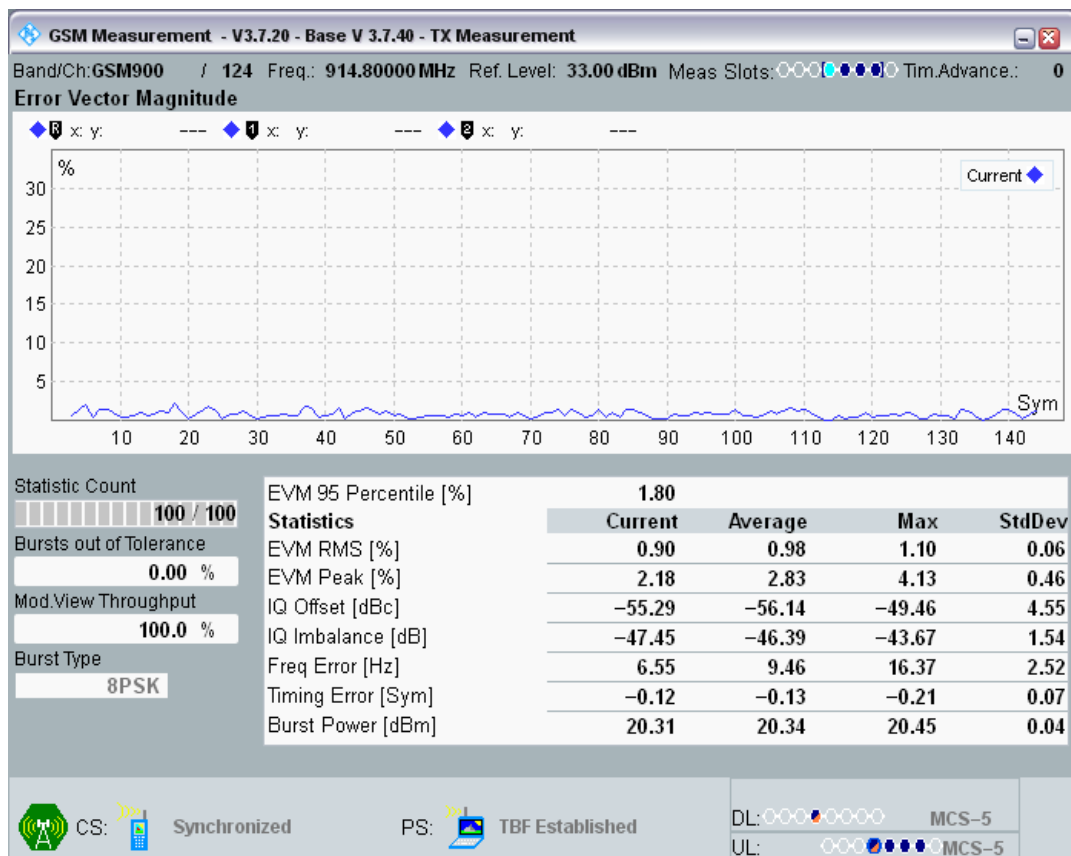 GSM Measurement - V3.7.20 - Base V 3.7.40 - TX Measurement
Band/Ch:GSM900 / 124 Freq.: 914.80000 MHz Ref. Level: 33.00 dBm Meas Slots: Tim.Advance.: 0
Error Vector Magnitude
R x: y: --- 1 x: y: --- 2 x: y: ---
%
Current
30
25
20
15
10
5
Sym
10 20 30 40 50 60 70 80 90 100 110 120 130 140
Statistic Count
100 / 100
Bursts out of Tolerance
0.00 %
Mod.View Throughput
100.0 %
Burst Type
8PSK
EVM 95 Percentile [%] 1.80
Statistics Current Average Max StdDev
EVM RMS [%] 0.90 0.98 1.10 0.06
EVM Peak [%] 2.18 2.83 4.13 0.46
IQ Offset [dBc] −55.29 −56.14 −49.46 4.55
IQ Imbalance [dB] −47.45 −46.39 −43.67 1.54
Freq Error [Hz] 6.55 9.46 16.37 2.52
Timing Error [Sym] −0.12 −0.13 −0.21 0.07
Burst Power [dBm] 20.31 20.34 20.45 0.04
CS: Synchronized PS: TBF Established
DL: MCS−5
UL: MCS−5